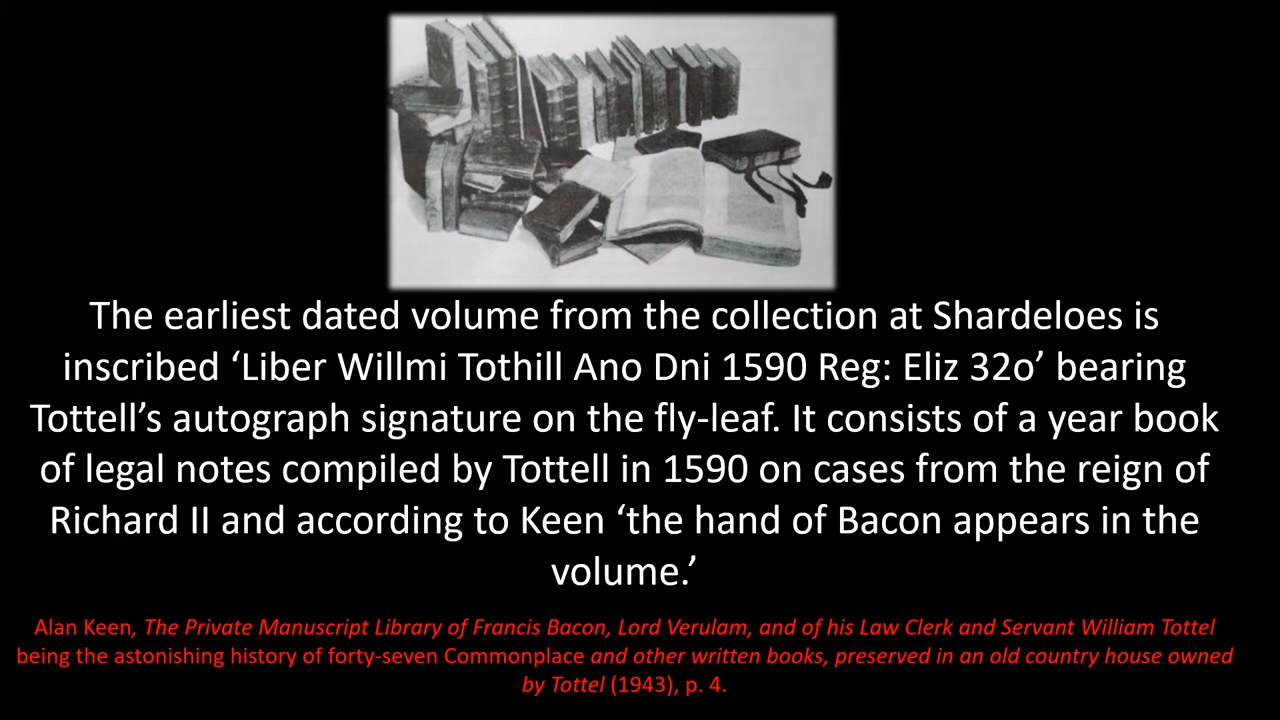 The earliest dated volume from the collection at Shardeloes is
inscribed ‘Liber Willmi Tothill Ano Dni 1590 Reg: Eliz 32o’ bearing
Tottell’s autograph signature on the fly-leaf. It consists of a year book
of legal notes compiled by Tottell in 1590 on cases from the reign of
Richard II and according to Keen ‘the hand of Bacon appears in the
volume.’
Alan Keen, The Private Manuscript Library of Francis Bacon, Lord Verulam, and of his Law Clerk and Servant William Tottel
being the astonishing history of forty-seven Commonplace and other written books, preserved in an old country house owned
by Tottel (1943), p. 4.